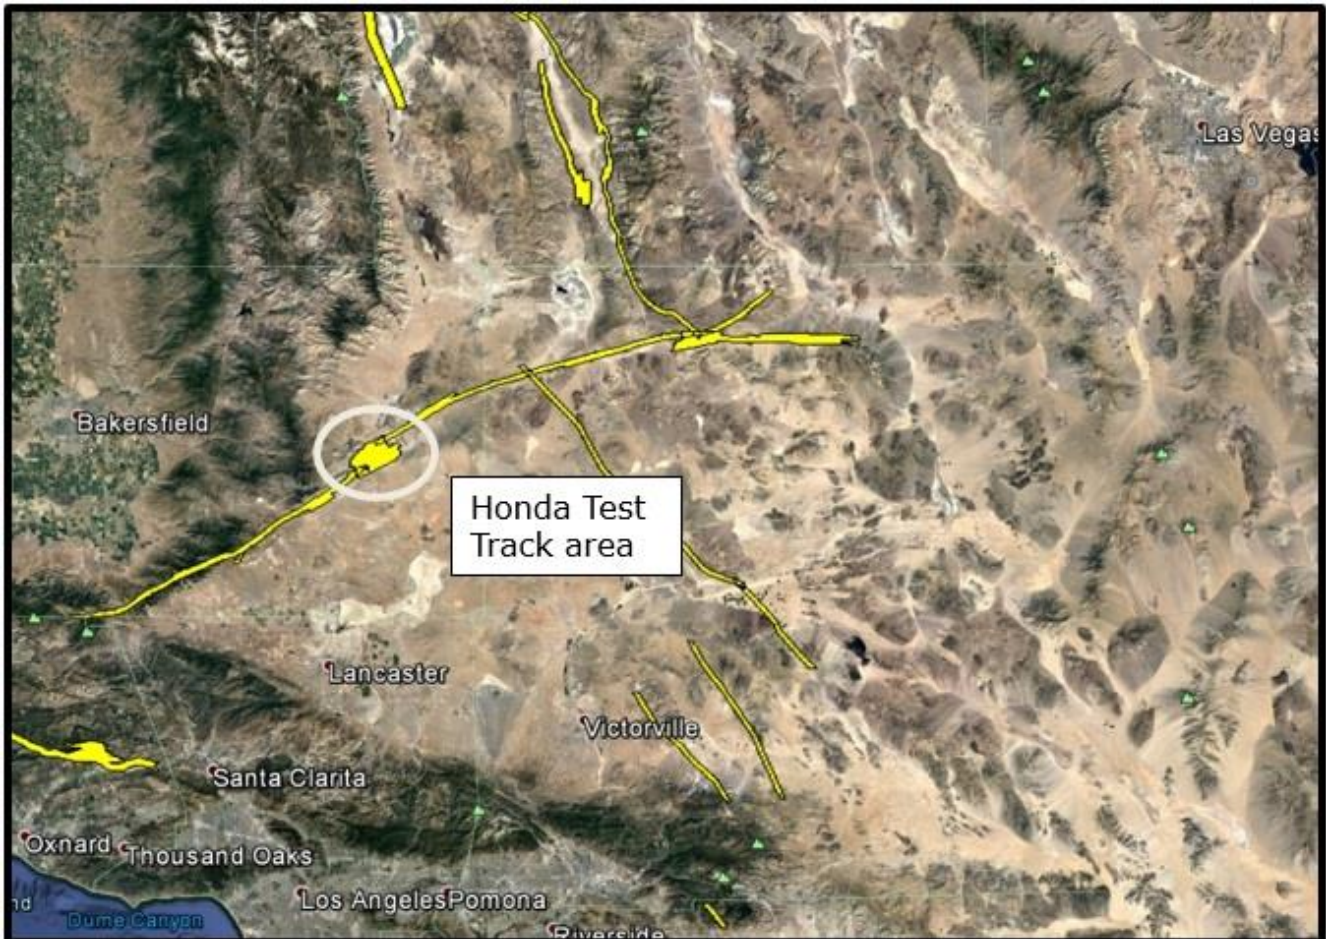 Las Vegas
Bakersfield
Honda Test
Track area
Lancaster
Victorville
Santa Clarita
Oxnard
Thousand Oaks
Los Angeles
Pomona
nd
Dume Canyon
Riverside